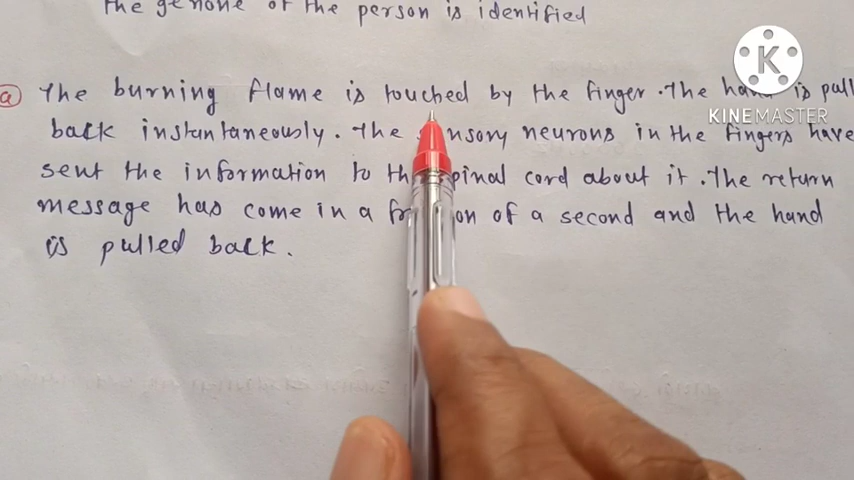 the genome of the person is identified
a The burning flame is touched by the finger. The hand is pull
back instantaneously. The sensory neurons in the fingers have
sent the information to the spinal cord about it. The return
message has come in a fraction of a second and the hand
is pulled back.
K
KINEMASTER